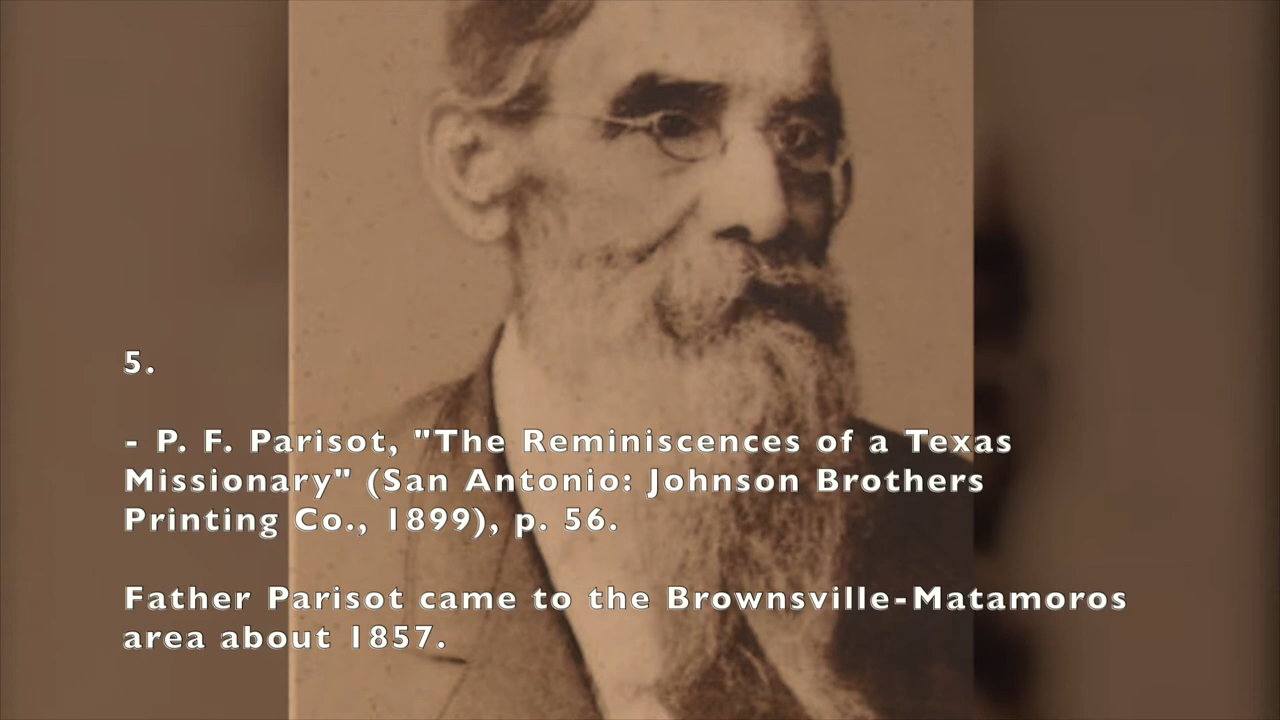 5.
- P. F. Parisot, "The Reminiscences of a Texas
Missionary" (San Antonio: Johnson Brothers
Printing Co., 1899), p. 56.
Father Parisot came to the Brownsville-Matamoros
area about 1857.